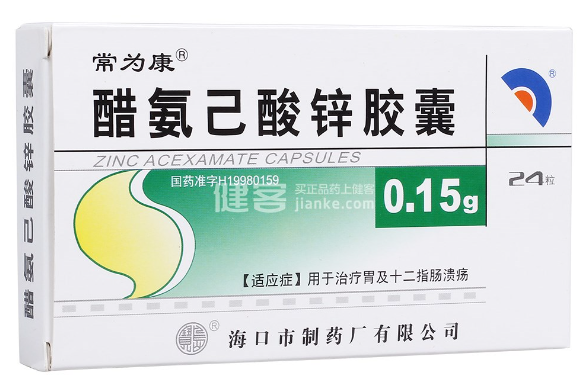 常为康®
醋氨己酸锌胶囊
ZINC ACEXAMATE CAPSULES
国药准字H19980159
健客 买正品药上健客
jianke.com
0.15g
24粒
®
【适应症】用于治疗胃及十二指肠溃疡
®
海口市制药厂有限公司
醋氨己酸锌胶囊